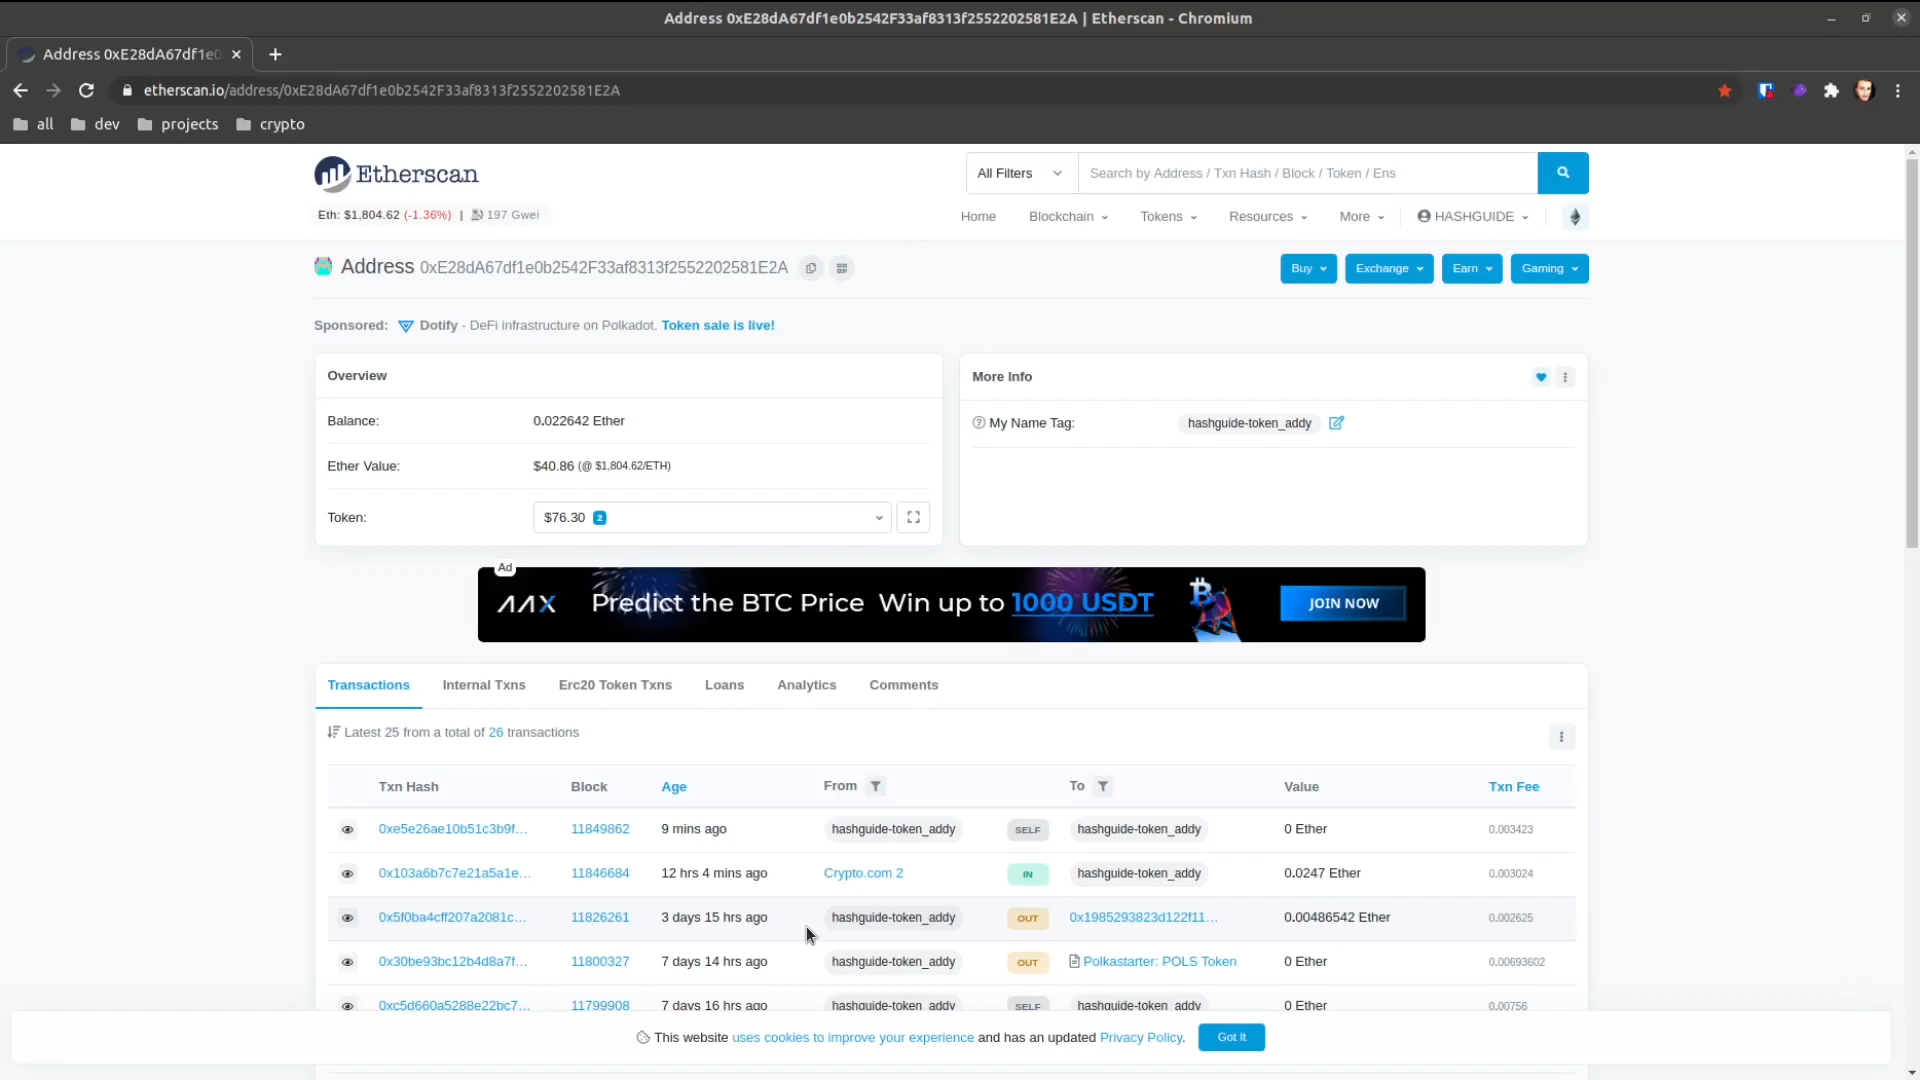 Address 0xE28dA67df1e0b2542F33af8313f2552202581E2A | Etherscan - Chromium
Address 0xE28dA67df1e0
etherscan.io/address/0xE28dA67df1e0b2542F33af8313f2552202581E2A
all dev projects crypto
Etherscan
All Filters Search by Address / Txn Hash / Block / Token / Ens
Eth: $1,804.62 (-1.36%) | 197 Gwei
Home Blockchain Tokens Resources More HASHGUIDE
Address 0xE28dA67df1e0b2542F33af8313f2552202581E2A
Buy Exchange Earn Gaming
Sponsored: Dotify - DeFi infrastructure on Polkadot. Token sale is live!
Overview
Balance: 0.022642 Ether
Ether Value: $40.86 (@ $1,804.62/ETH)
Token: $76.30 2
More Info
My Name Tag: hashguide-token_addy
Ad
AAX Predict the BTC Price Win up to 1000 USDT JOIN NOW
Transactions Internal Txns Erc20 Token Txns Loans Analytics Comments
Latest 25 from a total of 26 transactions
Txn Hash Block Age From To Value Txn Fee
0xe5e26ae10b51c3b9f... 11849862 9 mins ago hashguide-token_addy SELF hashguide-token_addy 0 Ether 0.003423
0x103a6b7c7e21a5a1e... 11846684 12 hrs 4 mins ago Crypto.com 2 IN hashguide-token_addy 0.0247 Ether 0.003024
0x5f0ba4cff207a2081c... 11826261 3 days 15 hrs ago hashguide-token_addy OUT 0x1985293823d122f11... 0.00486542 Ether 0.002625
0x30be93bc12b4d8a7f... 11800327 7 days 14 hrs ago hashguide-token_addy OUT Polkastarter: POLS Token 0 Ether 0.00693602
0xc5d660a5288e22bc7... 11799908 7 days 16 hrs ago hashguide-token_addy SELF hashguide-token_addy 0 Ether 0.00756
This website uses cookies to improve your experience and has an updated Privacy Policy. Got It